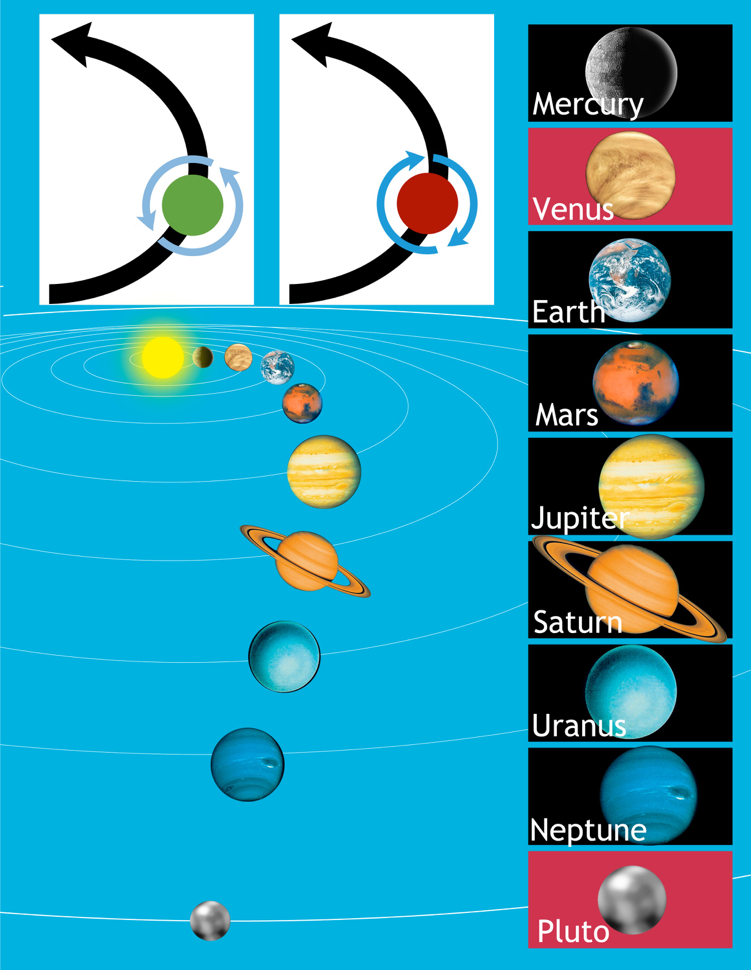 Mercury
Venus
Earth
Mars
Jupiter
Saturn
Uranus
Neptune
Pluto